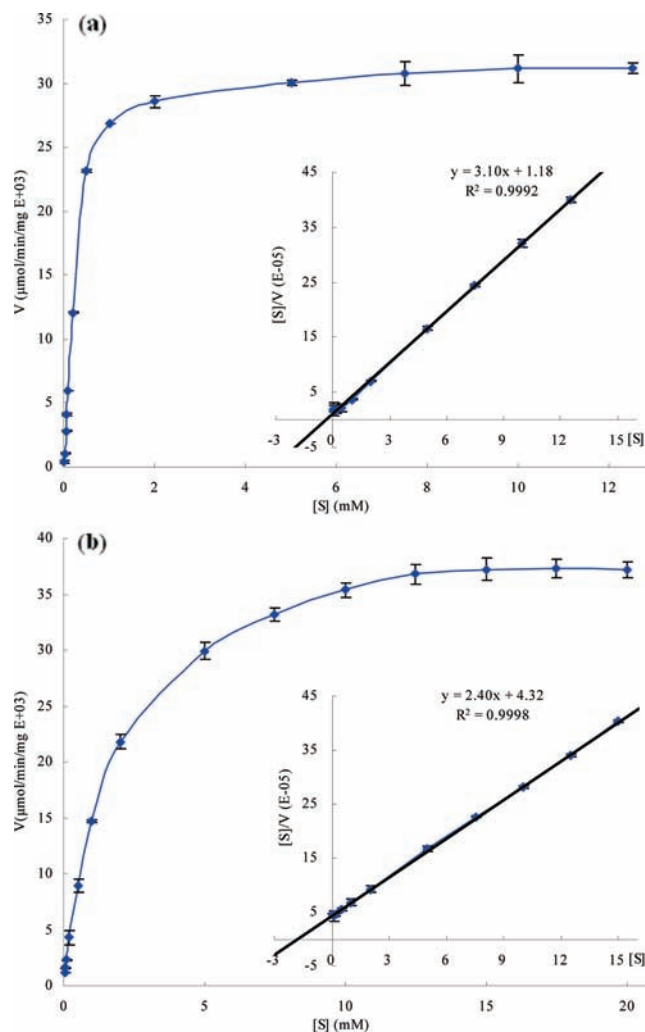 (a)
35
30
25
20
15
10
5
0
V (µmol/min/mg E+03)
0 2 4 6 8 10 12
[S] (mM)
y = 3.10x + 1.18
R² = 0.9992
45
35
25
15
5
-5
[S]/V (E-05)
-3 0 3 6 9 12 15 [S]
(b)
40
35
30
25
20
15
10
5
0
V(µmol/min/mg E+03)
0 5 10 15 20
[S] (mM)
y = 2.40x + 4.32
R² = 0.9998
45
35
25
15
5
-5
[S]/V (E-05)
-3 0 3 6 9 12 15 [S]